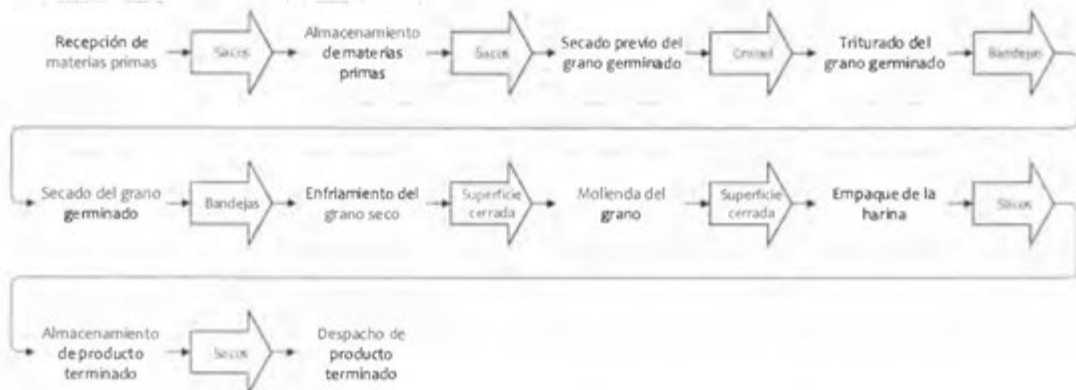 Recepción de
materias primas
Sacos
Almacenamiento
de materias
primas
Sacos
Secado previo del
grano germinado
Triturado del
grano germinado
Bandejas
Secado del grano
germinado
Bandejas
Enfriamiento del
grano seco
Superficie
cerrada
Molienda del
grano
Superficie
cerrada
Empaque de la
harina
Sacos
Almacenamiento
de producto
terminado
Sacos
Despacho de
producto
terminado